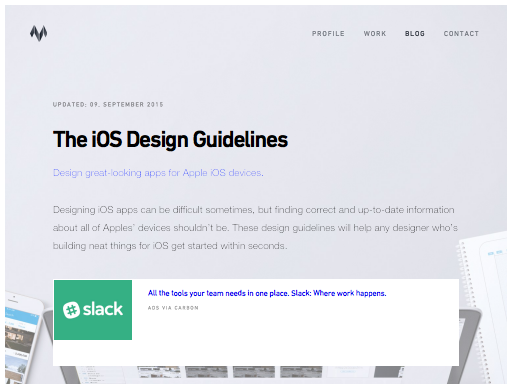 PROFILE WORK BLOG CONTACT
UPDATED: 09. SEPTEMBER 2015
The iOS Design Guidelines
Design great-looking apps for Apple iOS devices.
Designing iOS apps can be difficult sometimes, but finding correct and up-to-date information
about all of Apples' devices shouldn't be. These design guidelines will help any designer who's
building neat things for iOS get started within seconds.
slack
All the tools your team needs in one place. Slack: Where work happens.
ADS VIA CARBON